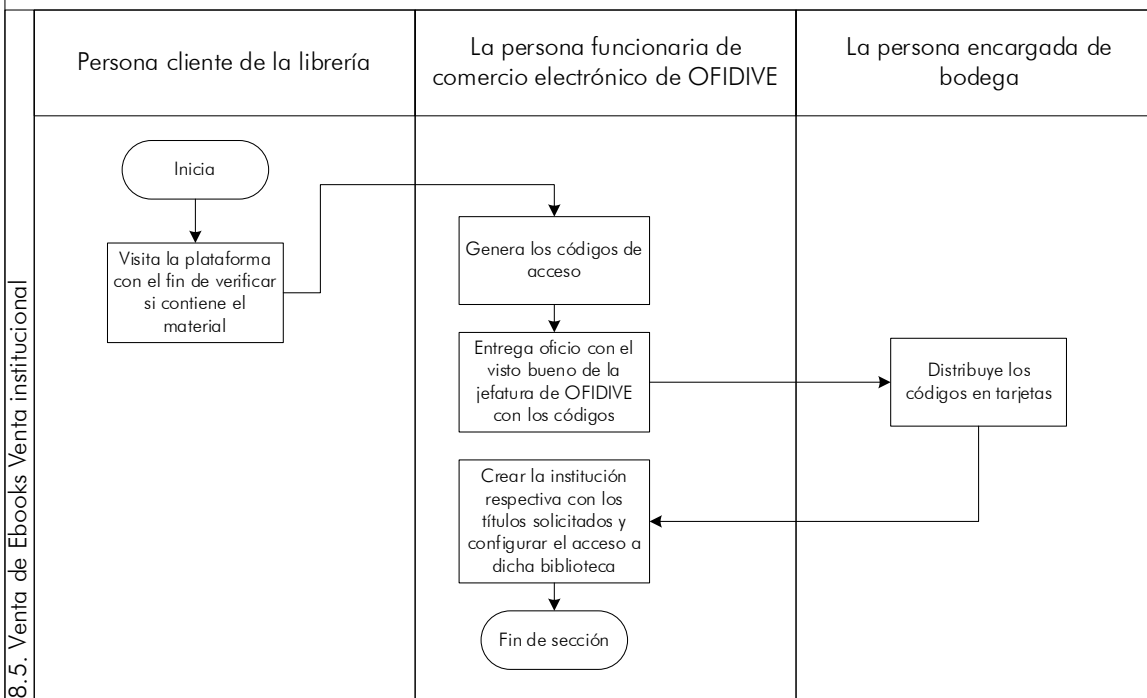 8.5. Venta de Ebooks Venta institucional
Persona cliente de la librería
La persona funcionaria de
comercio electrónico de OFIDIVE
La persona encargada de
bodega
Inicia
Visita la plataforma
con el fin de verificar
si contiene el
material
Genera los códigos de
acceso
Entrega oficio con el
visto bueno de la
jefatura de OFIDIVE
con los códigos
Distribuye los
códigos en tarjetas
Crear la institución
respectiva con los
títulos solicitados y
configurar el acceso a
dicha biblioteca
Fin de sección